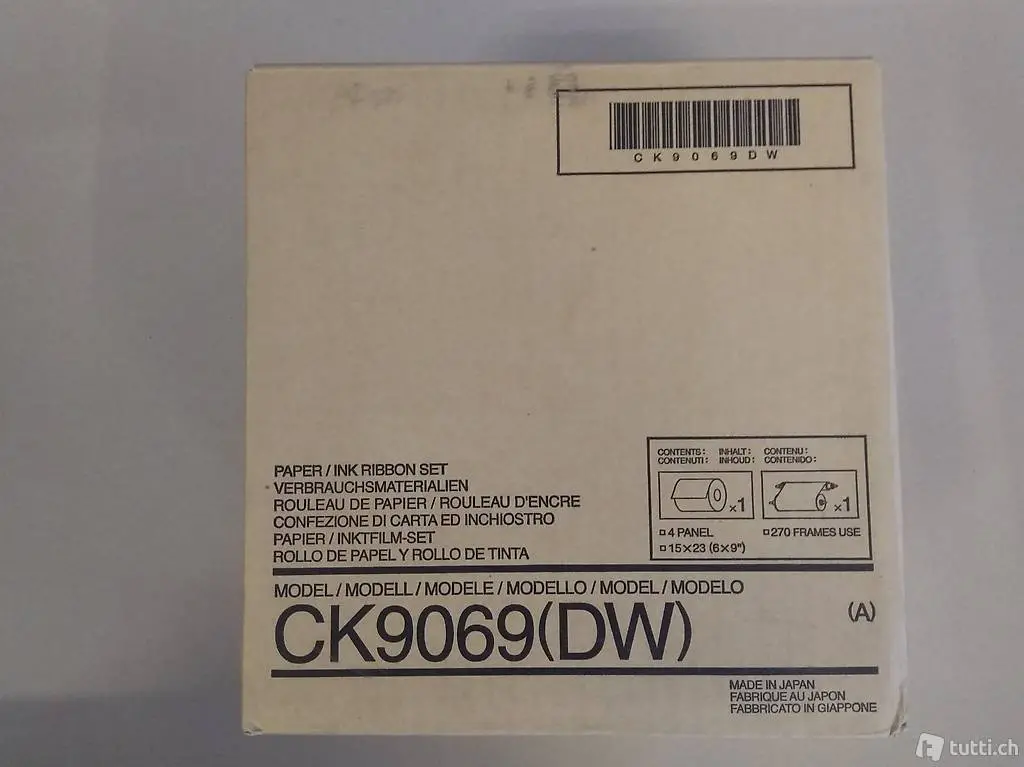 CK9069DW
PAPER / INK RIBBON SET
VERBRAUCHSMATERIALIEN
ROULEAU DE PAPIER / ROULEAU D'ENCRE
CONFEZIONE DI CARTA ED INCHIOSTRO
PAPIER / INKTFILM-SET
ROLLO DE PAPEL Y ROLLO DE TINTA
CONTENTS: INHALT: CONTENU:
CONTENUTI: INHOUD: CONTENIDO:
×1 ×1
4 PANEL 270 FRAMES USE
15×23 (6×9")
MODEL / MODELL / MODELE / MODELLO / MODEL / MODELO
CK9069(DW)
(A)
MADE IN JAPAN
FABRIQUE AU JAPON
FABBRICATO IN GIAPPONE
tutti.ch